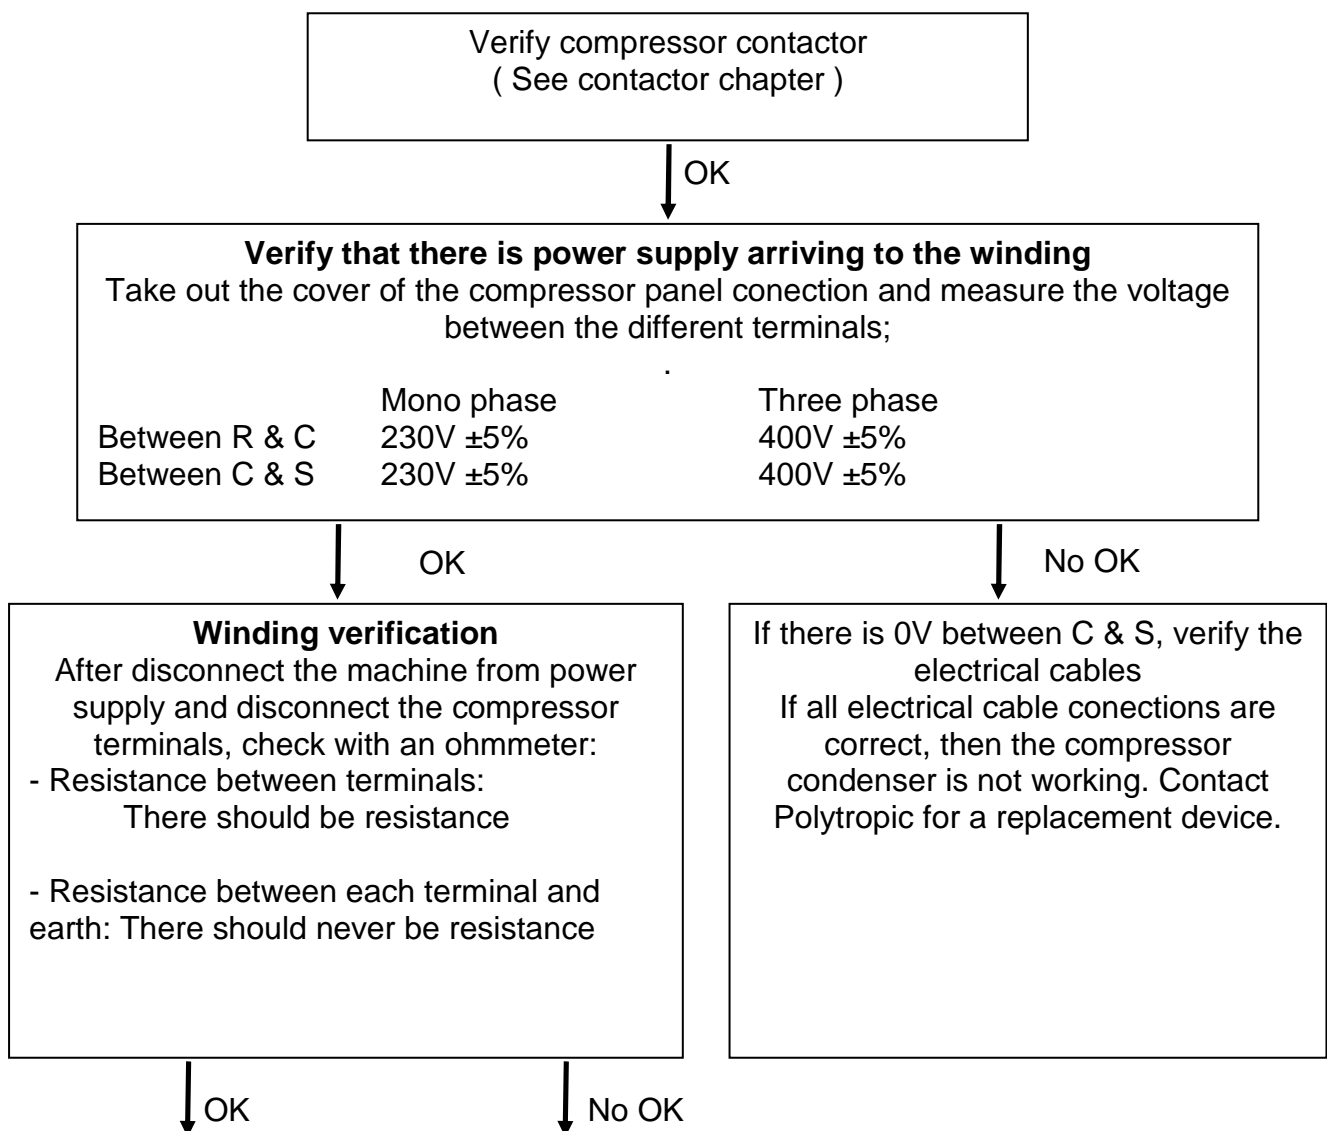 Verify compressor contactor
( See contactor chapter )
OK
Verify that there is power supply arriving to the winding
Take out the cover of the compressor panel conection and measure the voltage
between the different terminals;
.
Mono phase Three phase
Between R & C 230V ±5% 400V ±5%
Between C & S 230V ±5% 400V ±5%
OK
No OK
Winding verification
After disconnect the machine from power
supply and disconnect the compressor
terminals, check with an ohmmeter:
- Resistance between terminals:
There should be resistance
- Resistance between each terminal and
earth: There should never be resistance
If there is 0V between C & S, verify the
electrical cables
If all electrical cable conections are
correct, then the compressor
condenser is not working. Contact
Polytropic for a replacement device.
OK
No OK